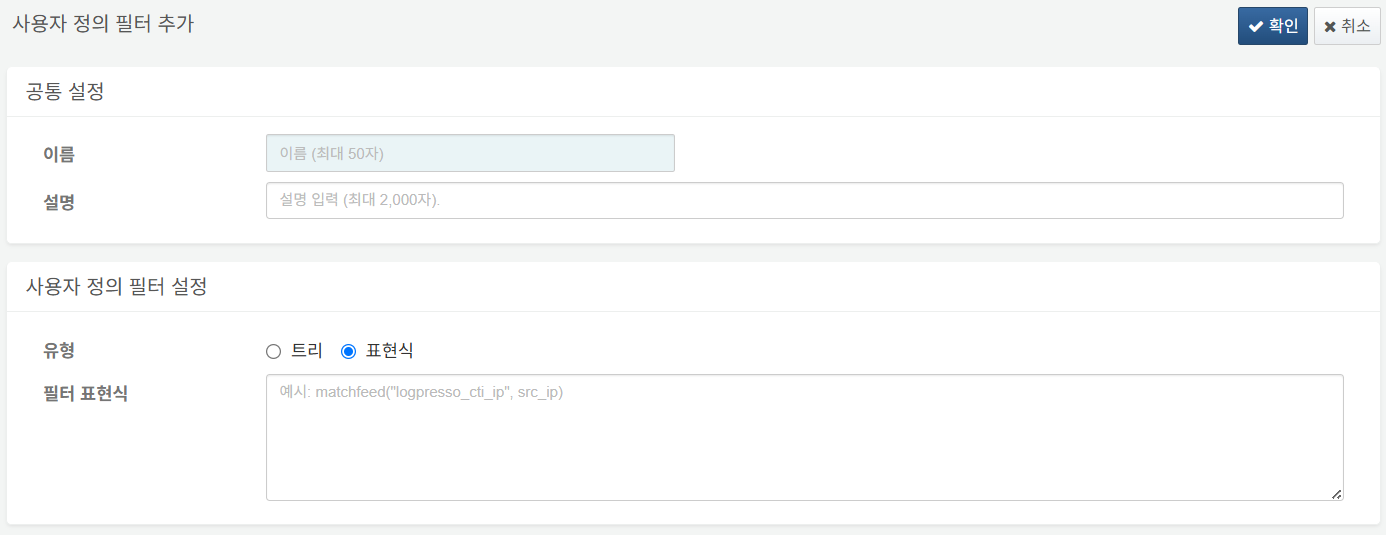 사용자 정의 필터 추가
확인
취소
공통 설정
이름
이름 (최대 50자)
설명
설명 입력 (최대 2,000자).
사용자 정의 필터 설정
유형
트리
표현식
필터 표현식
예시: matchfeed("logpresso_cti_ip", src_ip)